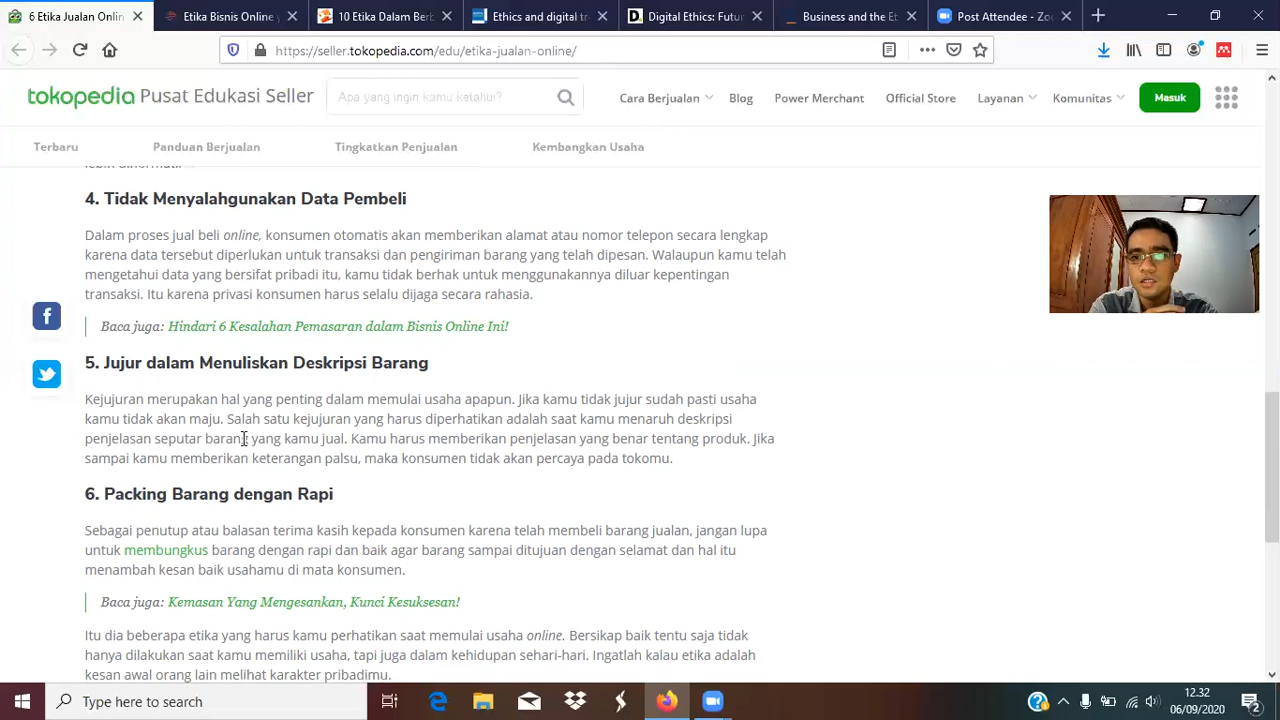 6 Etika Jualan Onlin
Etika Bisnis Online
10 Etika Dalam Berb
Ethics and digital tr
Digital Ethics: Futur
Business and the Et
Post Attendee - Zoo
https://seller.tokopedia.com/edu/etika-jualan-online/
tokopedia Pusat Edukasi Seller
Apa yang ingin kamu ketahui?
Cara Berjualan
Blog
Power Merchant
Official Store
Layanan
Komunitas
Masuk
Terbaru
Panduan Berjualan
Tingkatkan Penjualan
Kembangkan Usaha
4. Tidak Menyalahgunakan Data Pembeli
Dalam proses jual beli online, konsumen otomatis akan memberikan alamat atau nomor telepon secara lengkap
karena data tersebut diperlukan untuk transaksi dan pengiriman barang yang telah dipesan. Walaupun kamu telah
mengetahui data yang bersifat pribadi itu, kamu tidak berhak untuk menggunakannya diluar kepentingan
transaksi. Itu karena privasi konsumen harus selalu dijaga secara rahasia.
Baca juga: Hindari 6 Kesalahan Pemasaran dalam Bisnis Online Ini!
5. Jujur dalam Menuliskan Deskripsi Barang
Kejujuran merupakan hal yang penting dalam memulai usaha apapun. Jika kamu tidak jujur sudah pasti usaha
kamu tidak akan maju. Salah satu kejujuran yang harus diperhatikan adalah saat kamu menaruh deskripsi
penjelasan seputar barang yang kamu jual. Kamu harus memberikan penjelasan yang benar tentang produk. Jika
sampai kamu memberikan keterangan palsu, maka konsumen tidak akan percaya pada tokomu.
6. Packing Barang dengan Rapi
Sebagai penutup atau balasan terima kasih kepada konsumen karena telah membeli barang jualan, jangan lupa
untuk membungkus barang dengan rapi dan baik agar barang sampai ditujuan dengan selamat dan hal itu
menambah kesan baik usahamu di mata konsumen.
Baca juga: Kemasan Yang Mengesankan, Kunci Kesuksesan!
Itu dia beberapa etika yang harus kamu perhatikan saat memulai usaha online. Bersikap baik tentu saja tidak
hanya dilakukan saat kamu memiliki usaha, tapi juga dalam kehidupan sehari-hari. Ingatlah kalau etika adalah
kesan awal orang lain melihat karakter pribadimu.
Type here to search
12.32
06/09/2020
2